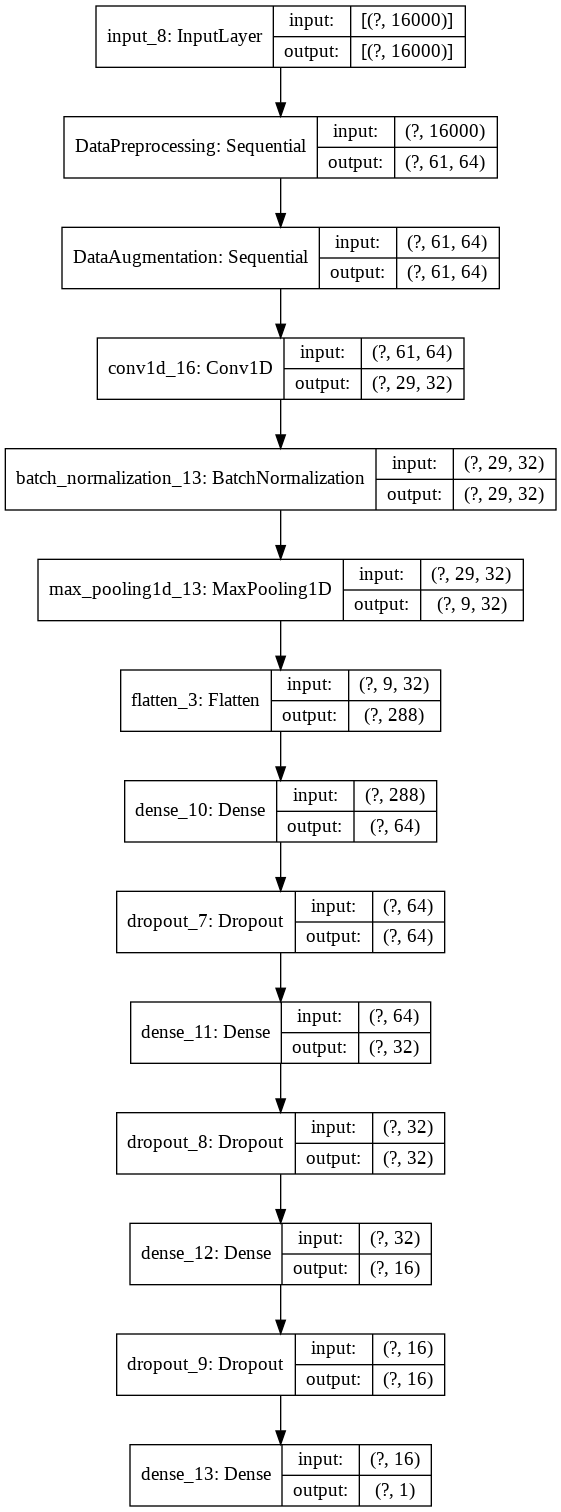 input_8: InputLayer
input: [(?, 16000)]
output: [(?, 16000)]
DataPreprocessing: Sequential
input: (?, 16000)
output: (?, 61, 64)
DataAugmentation: Sequential
input: (?, 61, 64)
output: (?, 61, 64)
conv1d_16: Conv1D
input: (?, 61, 64)
output: (?, 29, 32)
batch_normalization_13: BatchNormalization
input: (?, 29, 32)
output: (?, 29, 32)
max_pooling1d_13: MaxPooling1D
input: (?, 29, 32)
output: (?, 9, 32)
flatten_3: Flatten
input: (?, 9, 32)
output: (?, 288)
dense_10: Dense
input: (?, 288)
output: (?, 64)
dropout_7: Dropout
input: (?, 64)
output: (?, 64)
dense_11: Dense
input: (?, 64)
output: (?, 32)
dropout_8: Dropout
input: (?, 32)
output: (?, 32)
dense_12: Dense
input: (?, 32)
output: (?, 16)
dropout_9: Dropout
input: (?, 16)
output: (?, 16)
dense_13: Dense
input: (?, 16)
output: (?, 1)